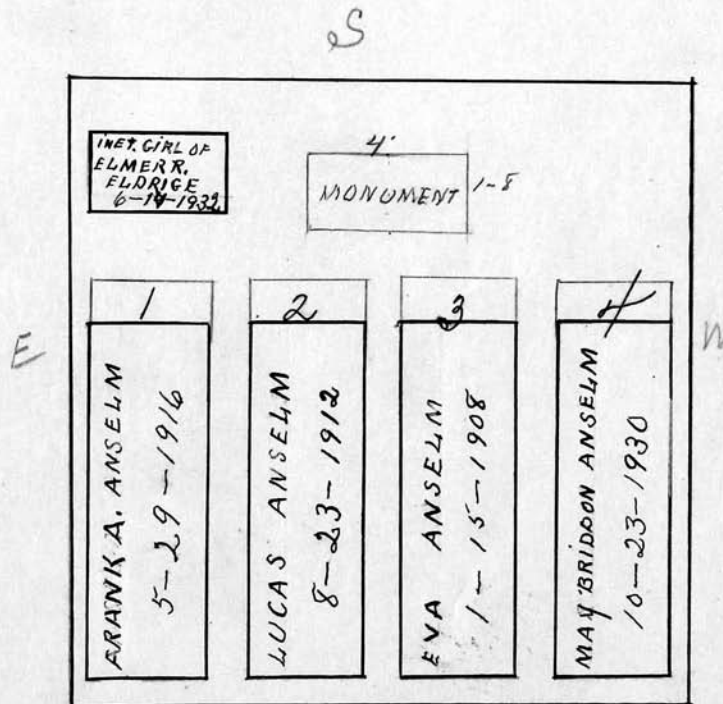 S
INFT. GIRL OF
ELMER R.
ELDRIGE
6-14-1932
4'
MONUMENT
1-8
E
W
1
2
3
4
FRANK A. ANSELM
5-29-1916
LUCAS ANSELM
8-23-1912
EVA ANSELM
1-15-1908
MAY BRIDDON ANSELM
10-23-1930